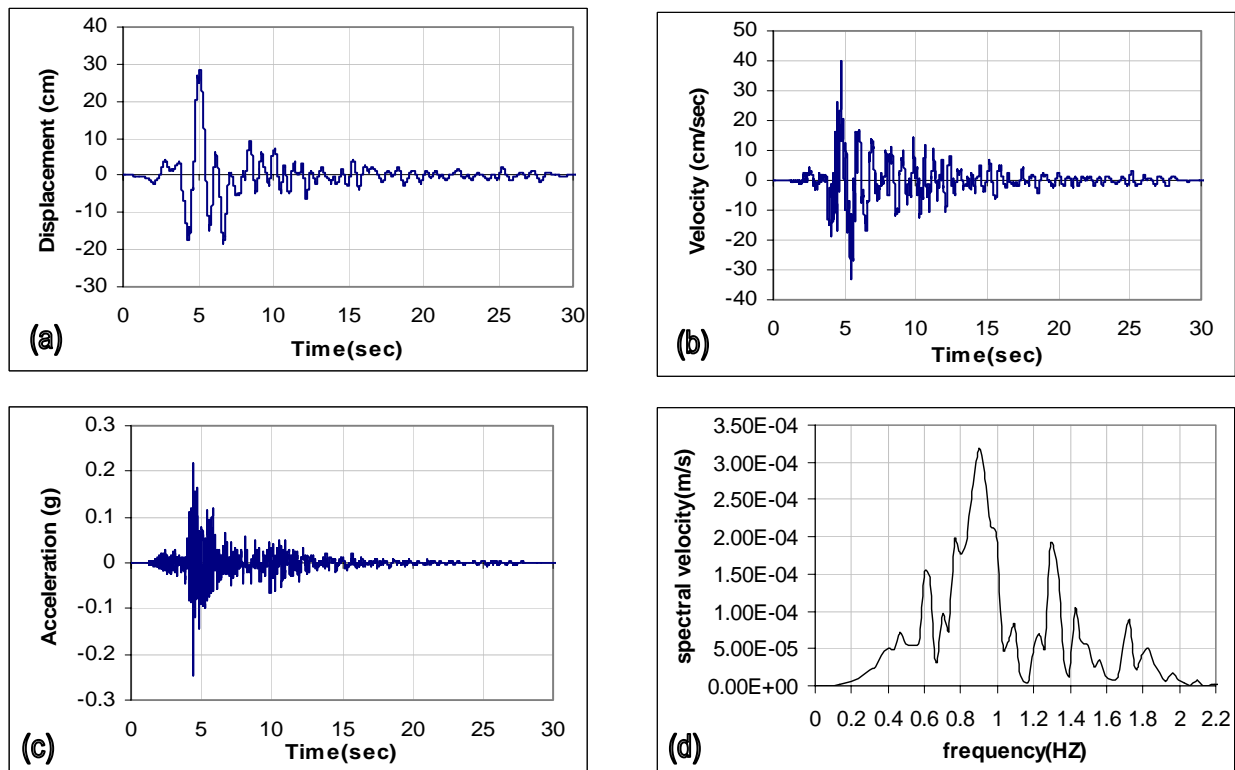 40
30
20
10
0
-10
-20
-30
Displacement (cm)
0 5 10 15 20 25 30
Time(sec)
(a)
50
40
30
20
10
0
-10
-20
-30
-40
Velocity (cm/sec)
0 5 10 15 20 25 30
Time(sec)
(b)
0.3
0.2
0.1
0
-0.1
-0.2
-0.3
Acceleration (g)
0 5 10 15 20 25 30
Time(sec)
(c)
3.50E-04
3.00E-04
2.50E-04
2.00E-04
1.50E-04
1.00E-04
5.00E-05
0.00E+00
spectral velocity(m/s)
0 0.2 0.4 0.6 0.8 1 1.2 1.4 1.6 1.8 2 2.2
frequency(HZ)
(d)